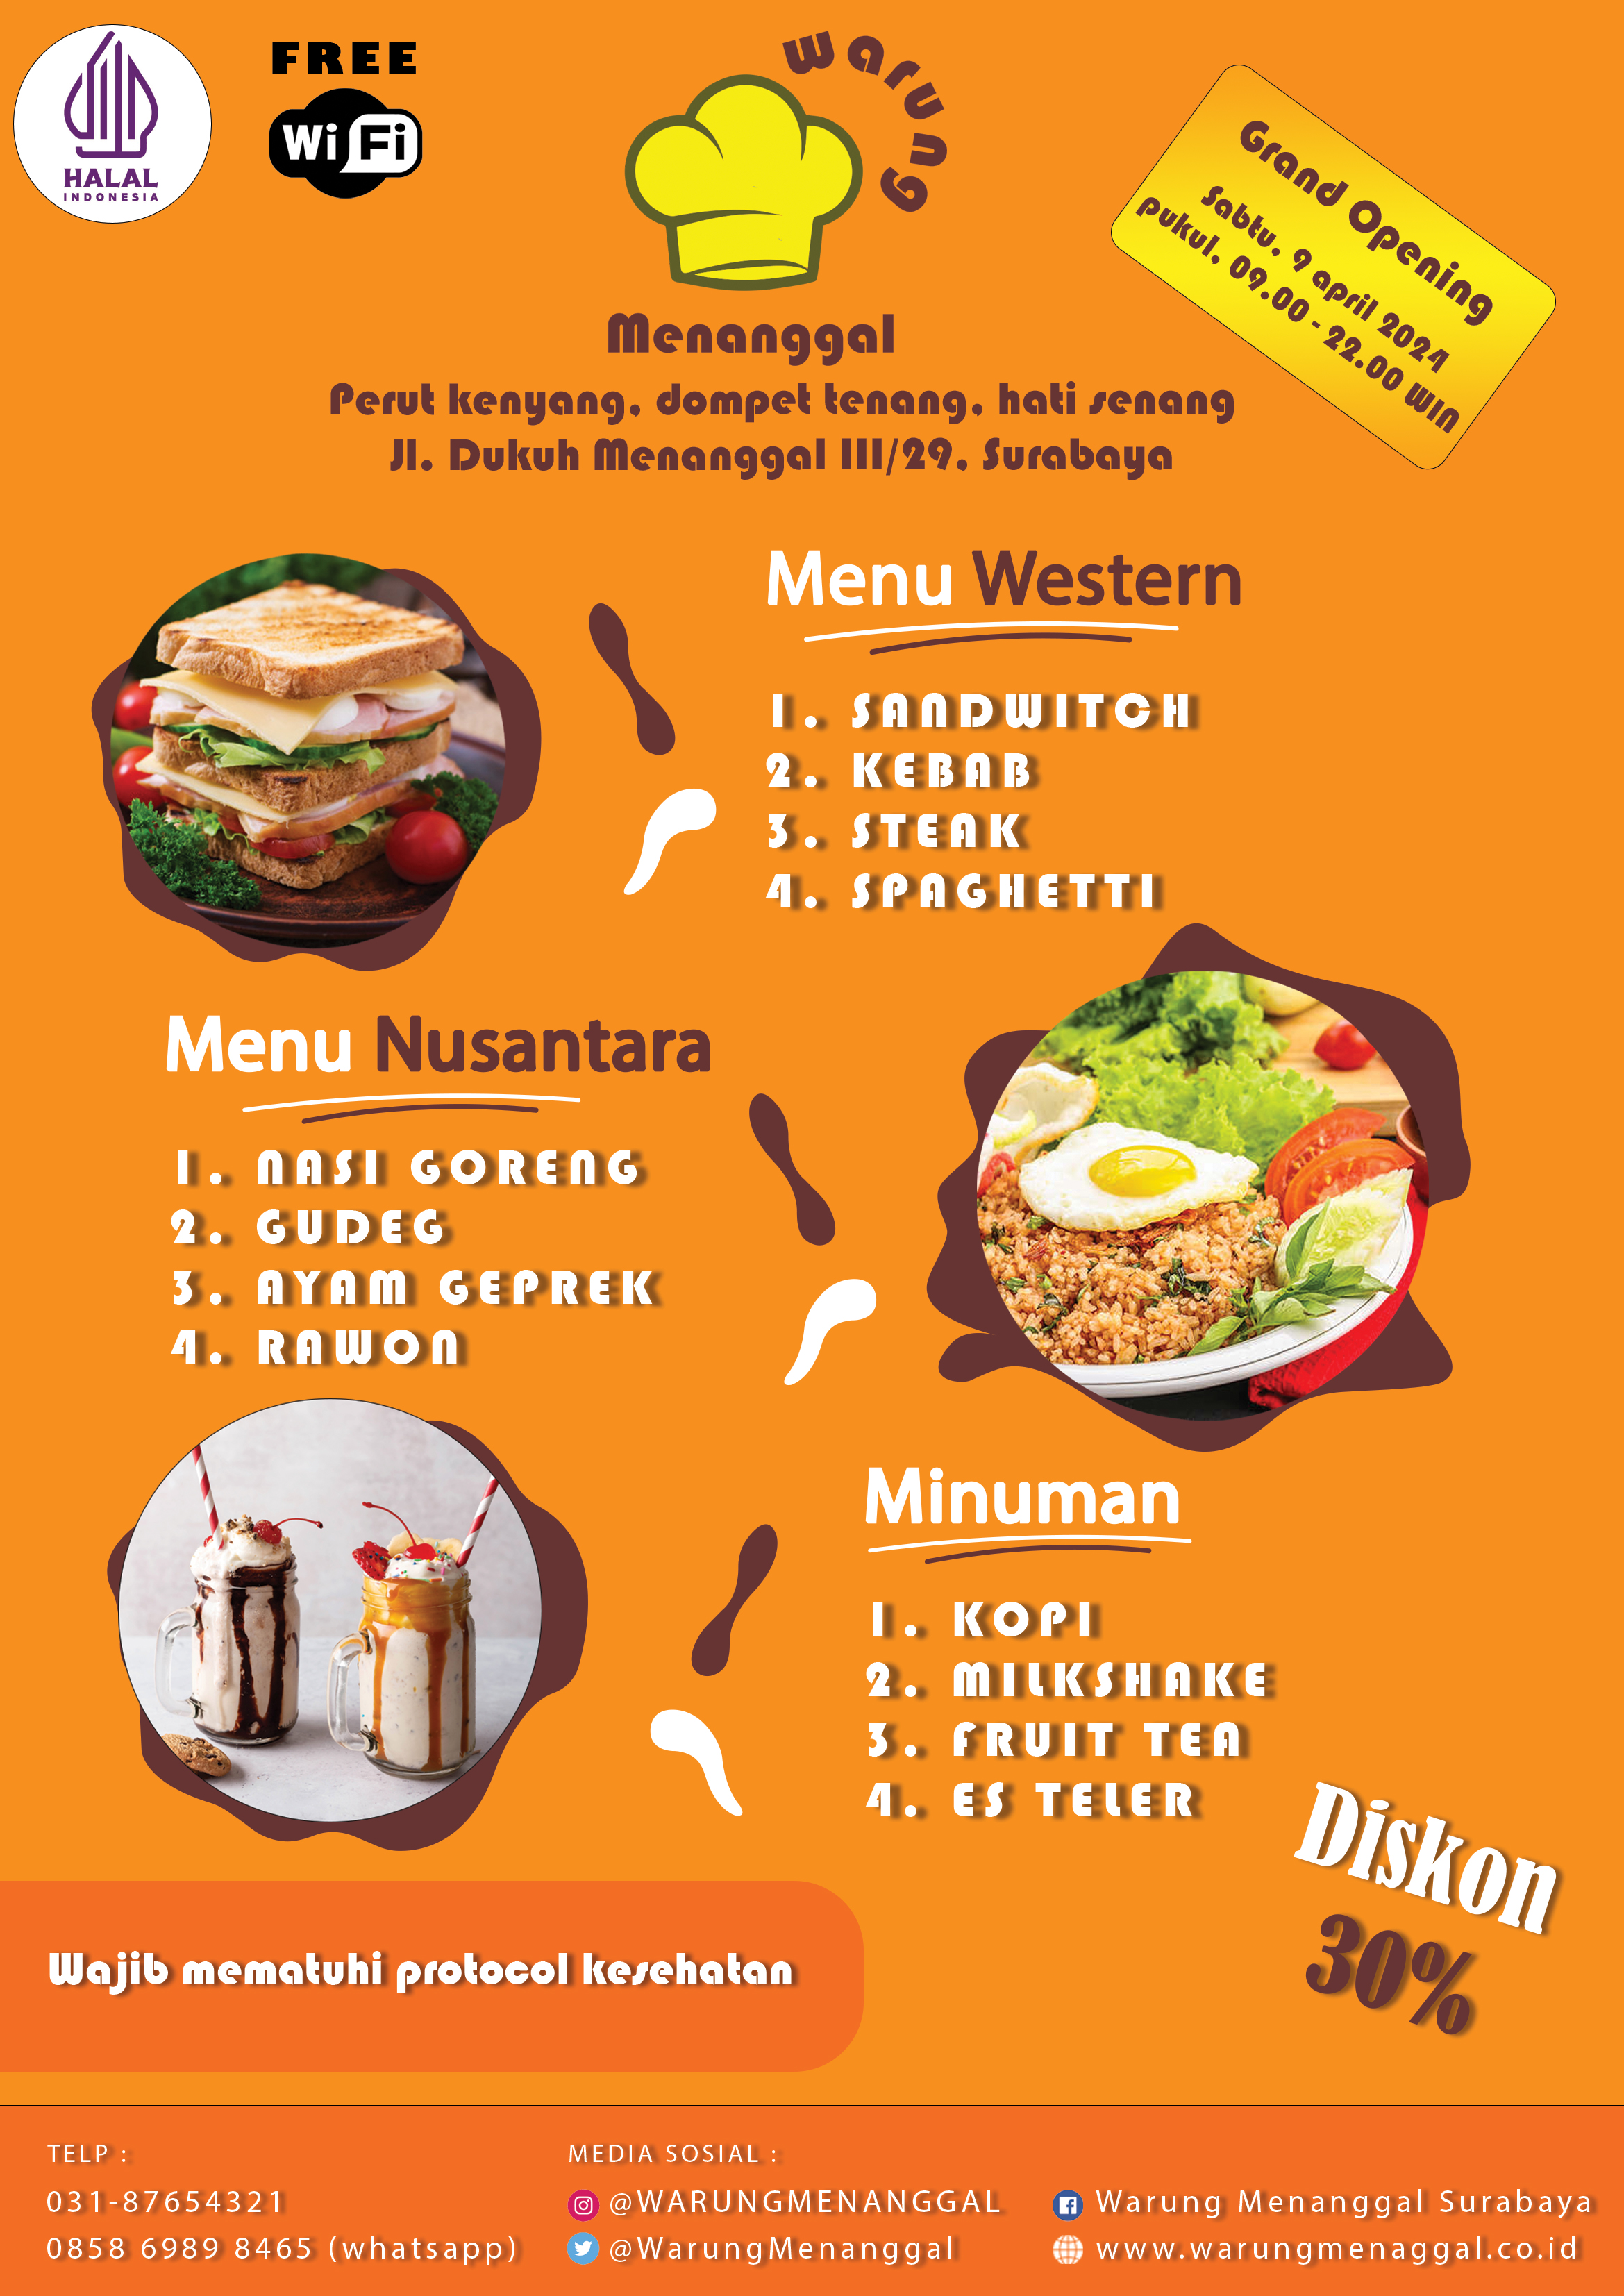 HALAL
INDONESIA
FREE
Wi Fi
warung
Menanggal
Perut kenyang, dompet tenang, hati senang
Jl. Dukuh Menanggal III/29, Surabaya
Grand Opening
Sabtu, 9 april 2024
pukul, 09.00 - 22.00 WIN
Menu Western
1. SANDWITCH
2. KEBAB
3. STEAK
4. SPAGHETTI
Menu Nusantara
1. NASI GORENG
2. GUDEG
3. AYAM GEPREK
4. RAWON
Minuman
1. KOPI
2. MILKSHAKE
3. FRUIT TEA
4. ES TELER
Diskon
30%
Wajib mematuhi protocol kesehatan
TELP :
031-87654321
0858 6989 8465 (whatsapp)
MEDIA SOSIAL :
@WARUNGMENANGGAL
@WarungMenanggal
Warung Menanggal Surabaya
www.warungmenaggal.co.id